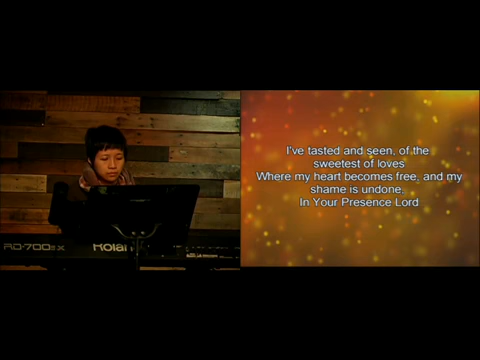 I've tasted and seen, of the
sweetest of loves
Where my heart becomes free, and my
shame is undone.
In Your Presence Lord
RD-700GX
Roland